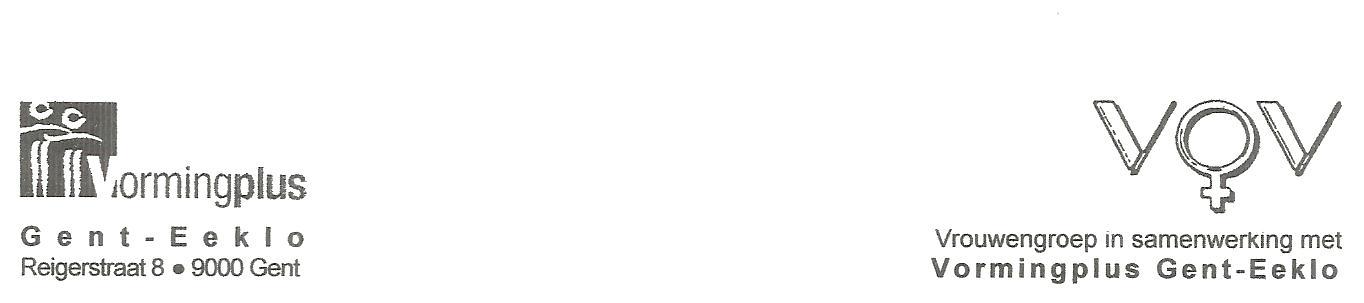 Vormingplus
Gent-Eeklo
Reigerstraat 8 ● 9000 Gent
VOV
Vrouwengroep in samenwerking met
Vormingplus Gent-Eeklo